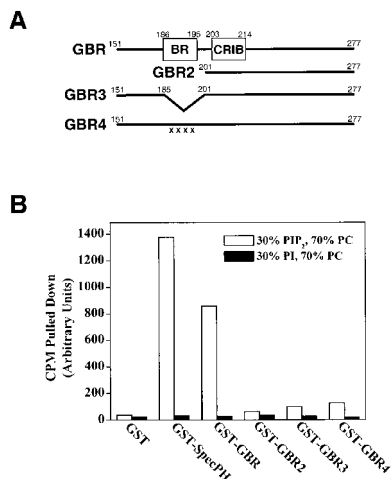 A
186 195 203 214
GBR 151 BR CRIB 277
GBR2 201 277
GBR3 151 185 201 277
GBR4 151 xxxx 277
B
CPM Pulled Down
(Arbitrary Units)
1400
1200
1000
800
600
400
200
0
30% PIP3, 70% PC
30% PI, 70% PC
GST
GST-SpecPH
GST-GBR
GST-GBR2
GST-GBR3
GST-GBR4